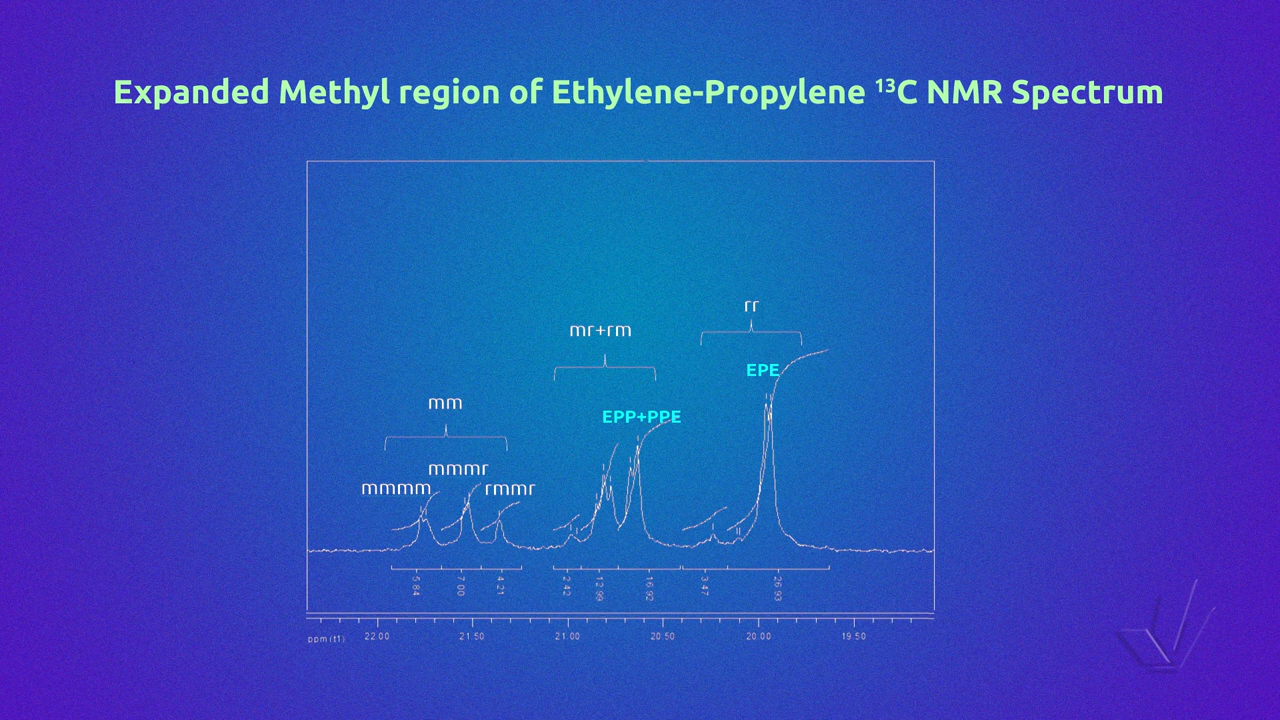 Expanded Methyl region of Ethylene-Propylene ¹³C NMR Spectrum
rr
mr+rm
EPE
mm
EPP+PPE
mmmr
mmmm
rmmr
5.84
7.00
4.21
2.42
12.99
16.92
3.47
26.93
ppm (t1)
22.00
21.50
21.00
20.50
20.00
19.50